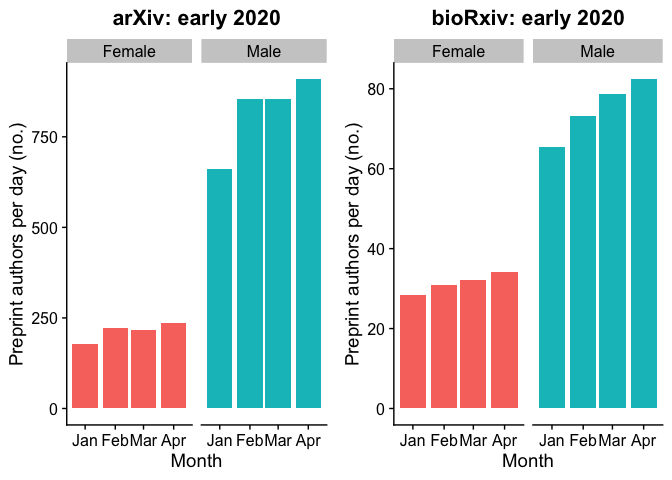 arXiv: early 2020
Female
Male
Preprint authors per day (no.)
750
500
250
0
Jan Feb Mar Apr
Jan Feb Mar Apr
Month
bioRxiv: early 2020
Female
Male
Preprint authors per day (no.)
80
60
40
20
0
Jan Feb Mar Apr
Jan Feb Mar Apr
Month